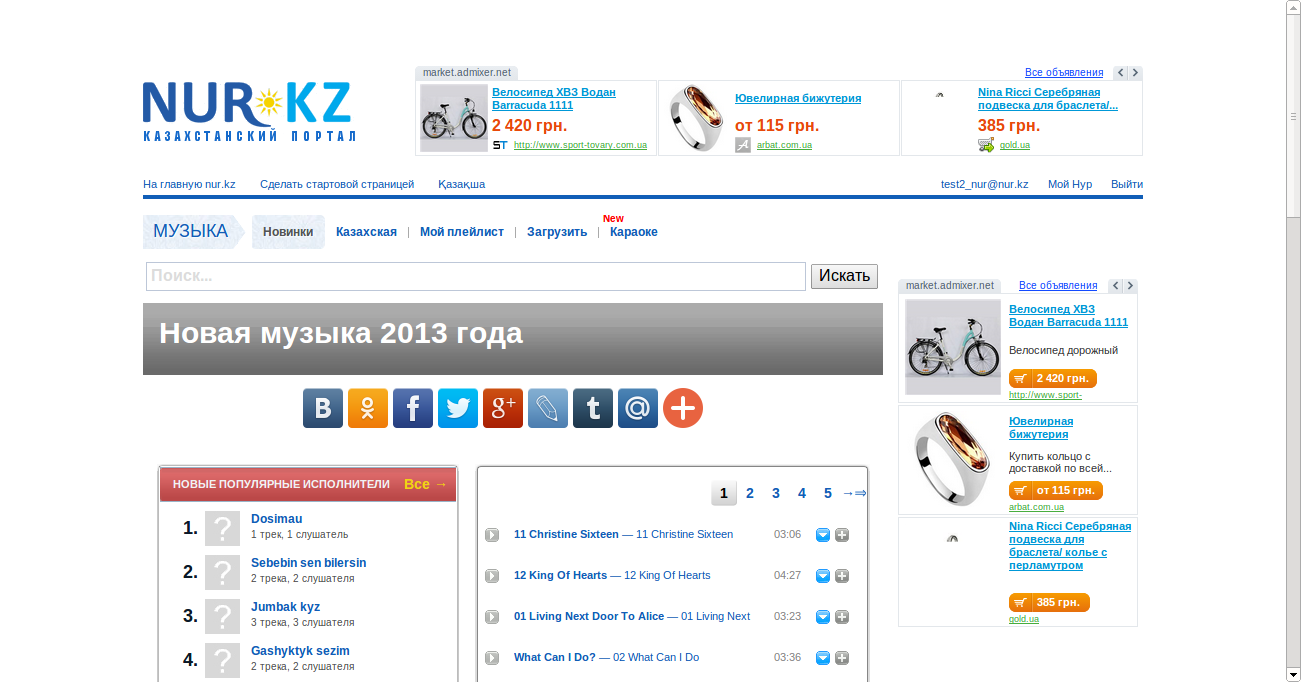 NUR KZ
КАЗАХСТАНСКИЙ ПОРТАЛ
market.admixer.net
Все объявления
Велосипед ХВЗ Водан
Barracuda 1111
2 420 грн.
http://www.sport-tovary.com.ua
Ювелирная бижутерия
от 115 грн.
arbat.com.ua
Nina Ricci Серебряная
подвеска для браслета/...
385 грн.
gold.ua
На главную nur.kz Сделать стартовой страницей Қазақша
test2_nur@nur.kz Мой Нур Выйти
New
МУЗЫКА Новинки Казахская | Мой плейлист | Загрузить | Караоке
Поиск... Искать
Новая музыка 2013 года
НОВЫЕ ПОПУЛЯРНЫЕ ИСПОЛНИТЕЛИ Все →
1. Dosimau
1 трек, 1 слушатель
2. Sebebin sen bilersin
2 трека, 2 слушателя
3. Jumbak kyz
3 трека, 3 слушателя
4. Gashyktyk sezim
2 трека, 2 слушателя
1 2 3 4 5 →⇒
11 Christine Sixteen — 11 Christine Sixteen 03:06
12 King Of Hearts — 12 King Of Hearts 04:27
01 Living Next Door To Alice — 01 Living Next 03:23
What Can I Do? — 02 What Can I Do 03:36
market.admixer.net
Все объявления
Велосипед ХВЗ
Водан Barracuda 1111
Велосипед дорожный
2 420 грн.
http://www.sport-
Ювелирная
бижутерия
Купить кольцо с
доставкой по всей...
от 115 грн.
arbat.com.ua
Nina Ricci Серебряная
подвеска для
браслета/ колье с
перламутром
385 грн.
gold.ua